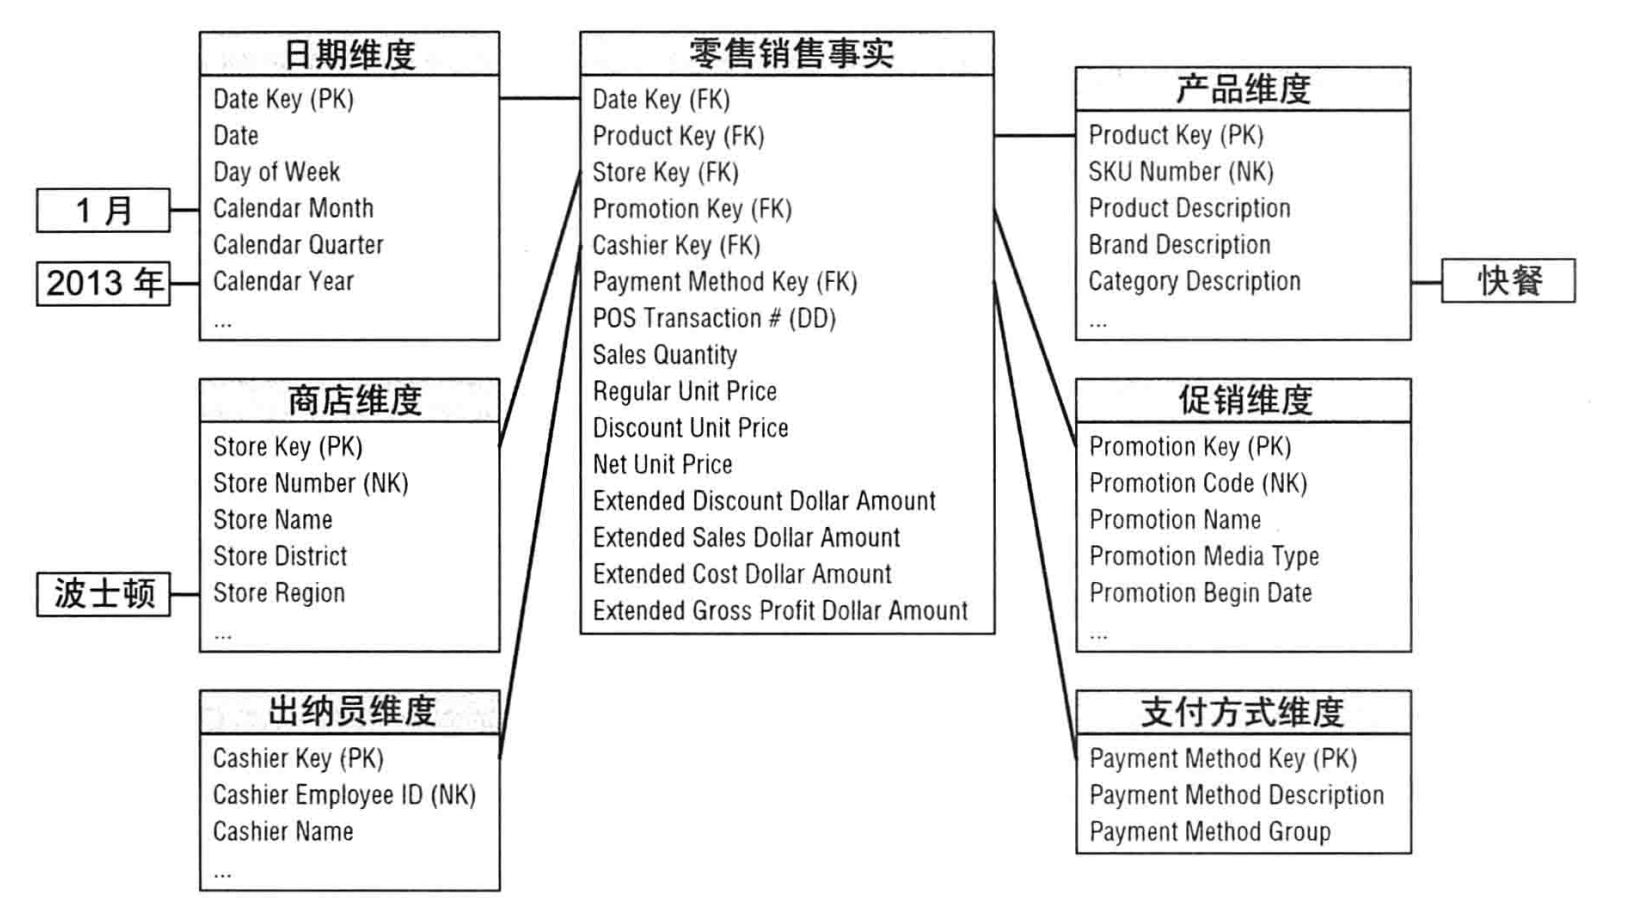 日期维度
Date Key (PK)
Date
Day of Week
Calendar Month
Calendar Quarter
Calendar Year
...
1 月
2013 年
商店维度
Store Key (PK)
Store Number (NK)
Store Name
Store District
Store Region
...
波士顿
出纳员维度
Cashier Key (PK)
Cashier Employee ID (NK)
Cashier Name
...
零售销售事实
Date Key (FK)
Product Key (FK)
Store Key (FK)
Promotion Key (FK)
Cashier Key (FK)
Payment Method Key (FK)
POS Transaction # (DD)
Sales Quantity
Regular Unit Price
Discount Unit Price
Net Unit Price
Extended Discount Dollar Amount
Extended Sales Dollar Amount
Extended Cost Dollar Amount
Extended Gross Profit Dollar Amount
产品维度
Product Key (PK)
SKU Number (NK)
Product Description
Brand Description
Category Description
...
快餐
促销维度
Promotion Key (PK)
Promotion Code (NK)
Promotion Name
Promotion Media Type
Promotion Begin Date
...
支付方式维度
Payment Method Key (PK)
Payment Method Description
Payment Method Group